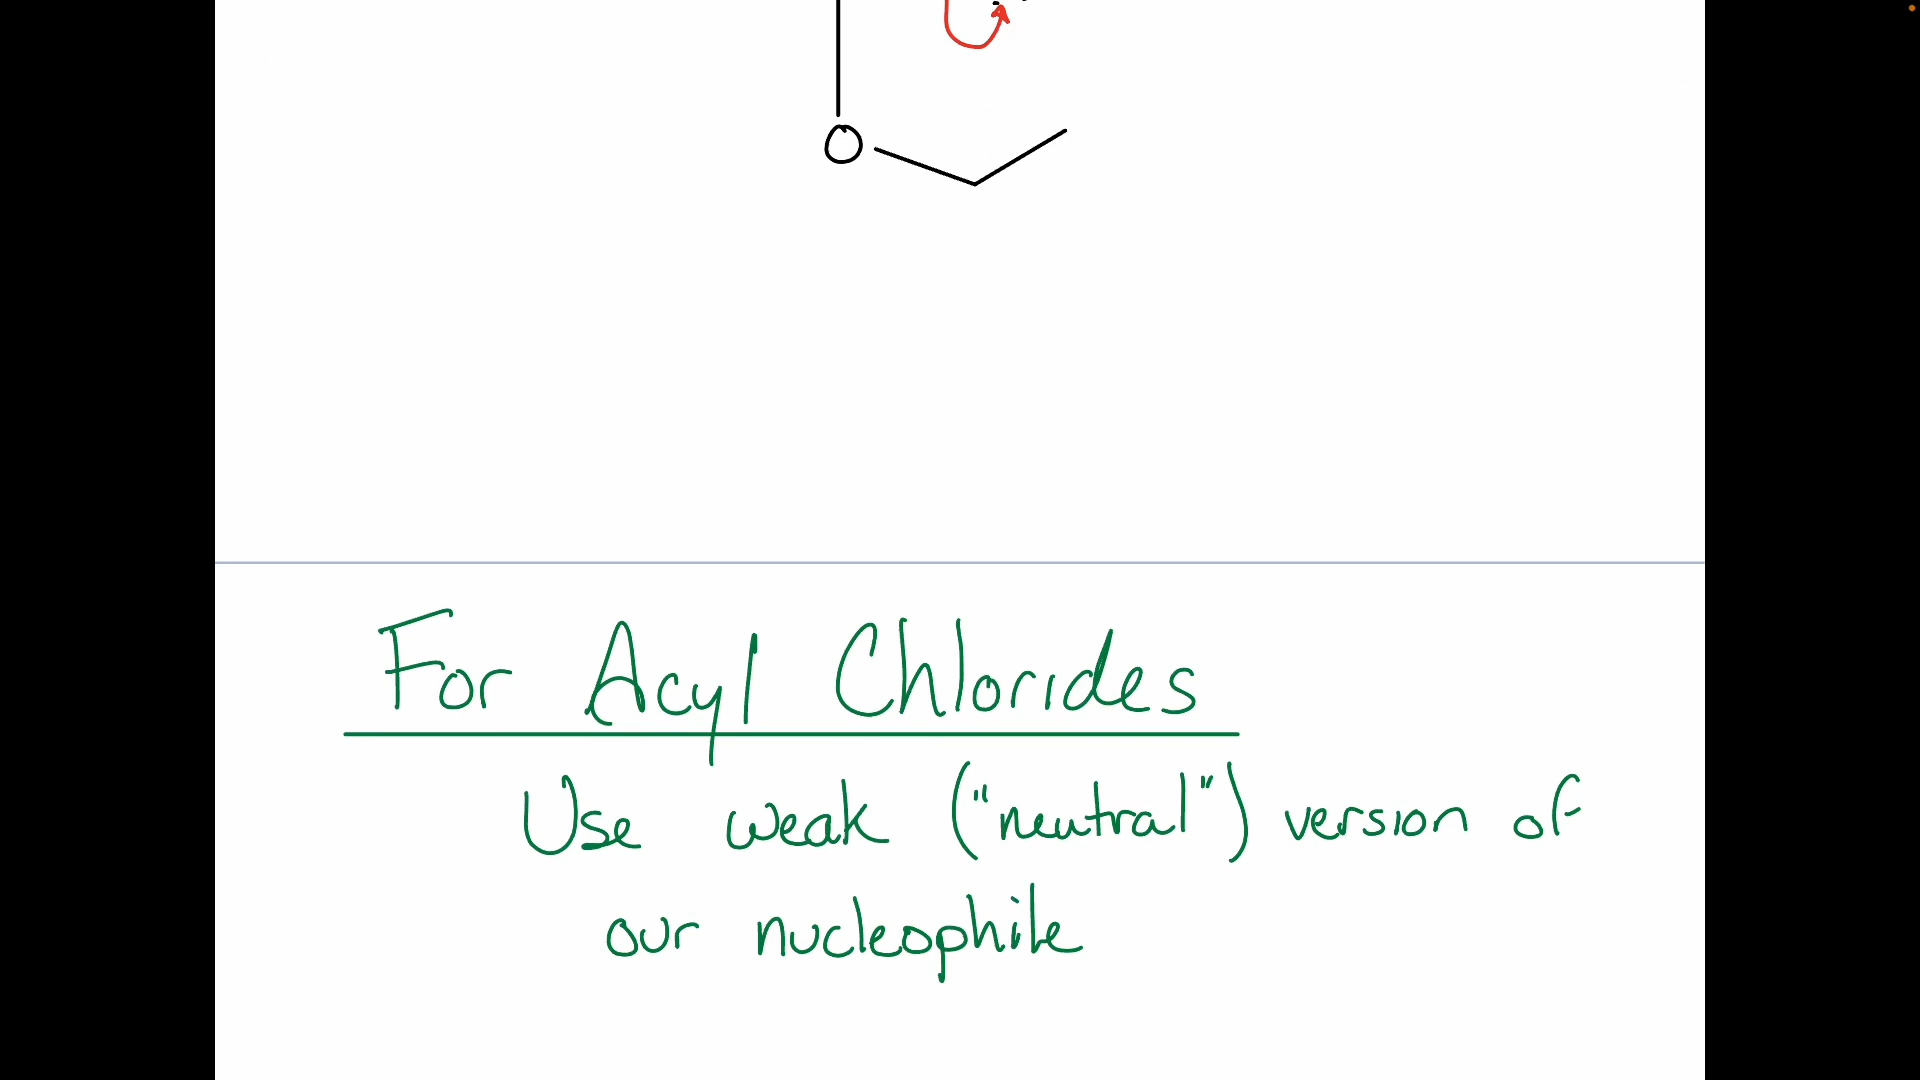 O
For Acyl Chlorides
Use weak ("neutral") version of
our nucleophile